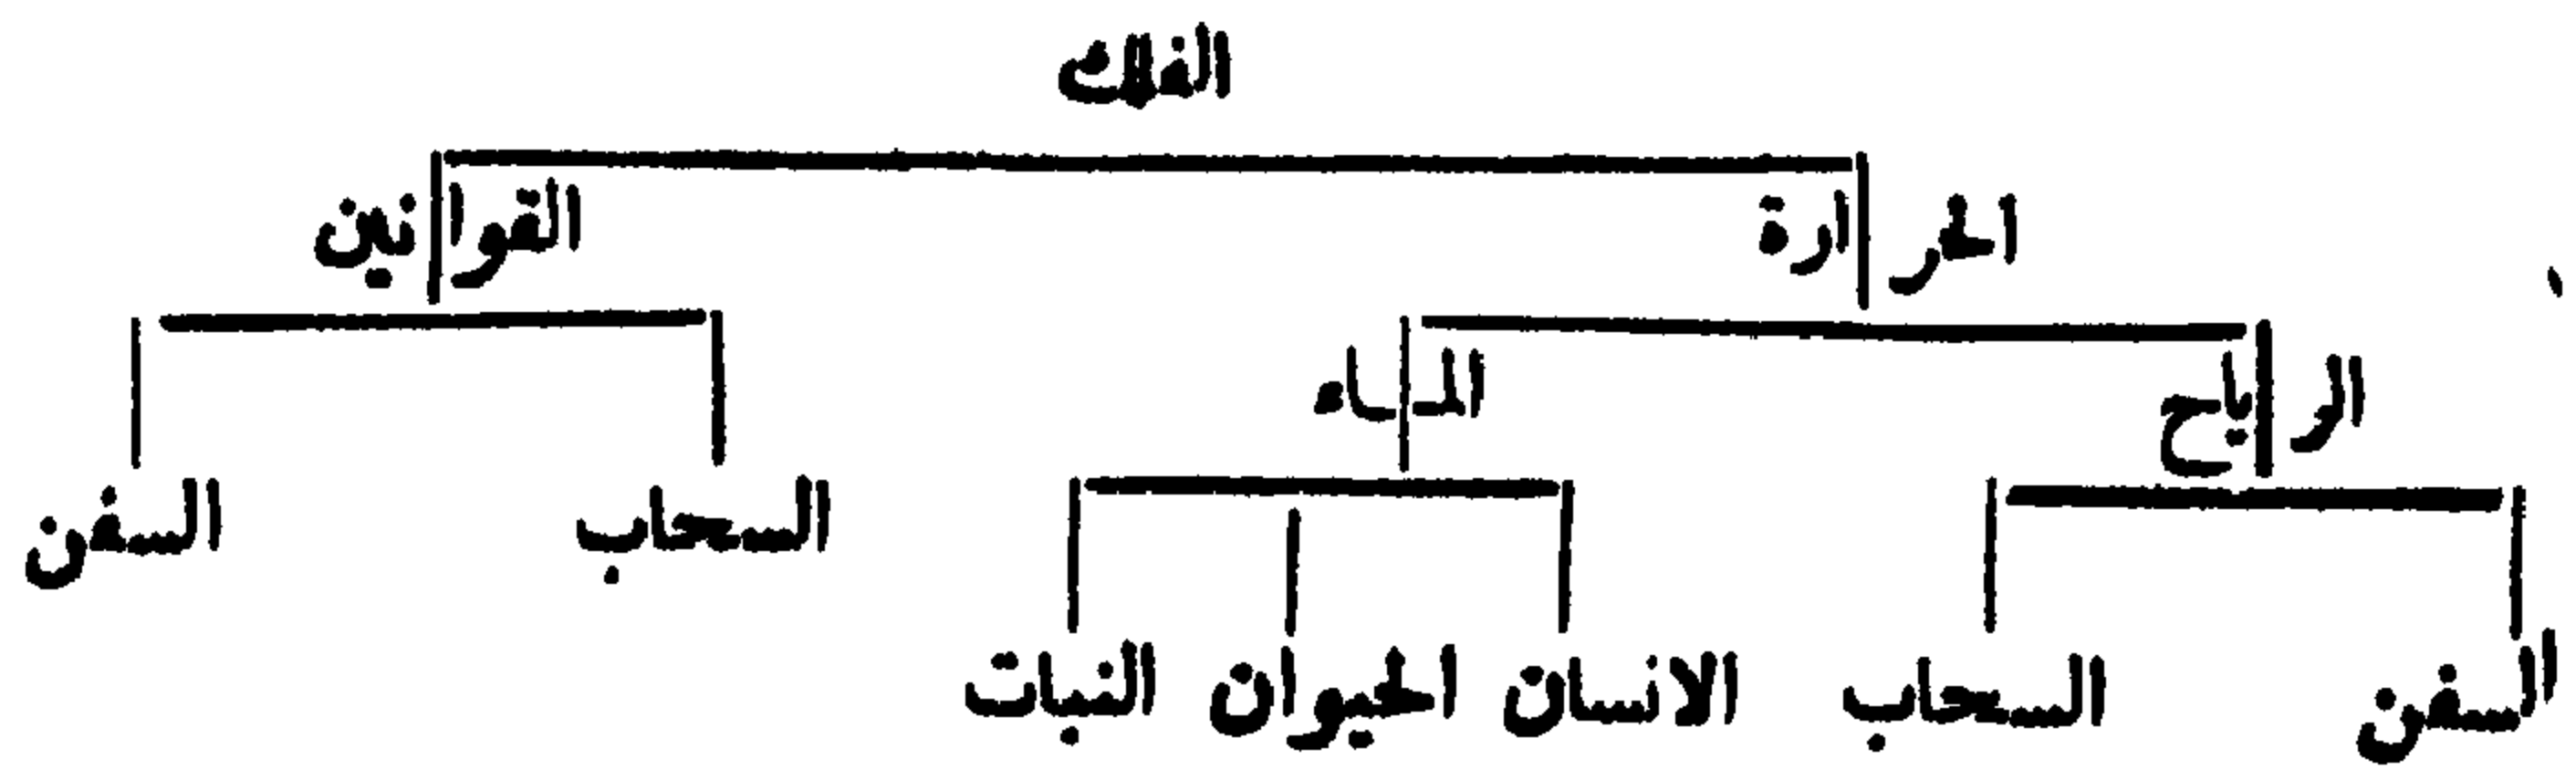 الفلك
الحرارة القوانين
الرياح الماء
السحاب السفن
السفن السحاب الانسان الحيوان النبات